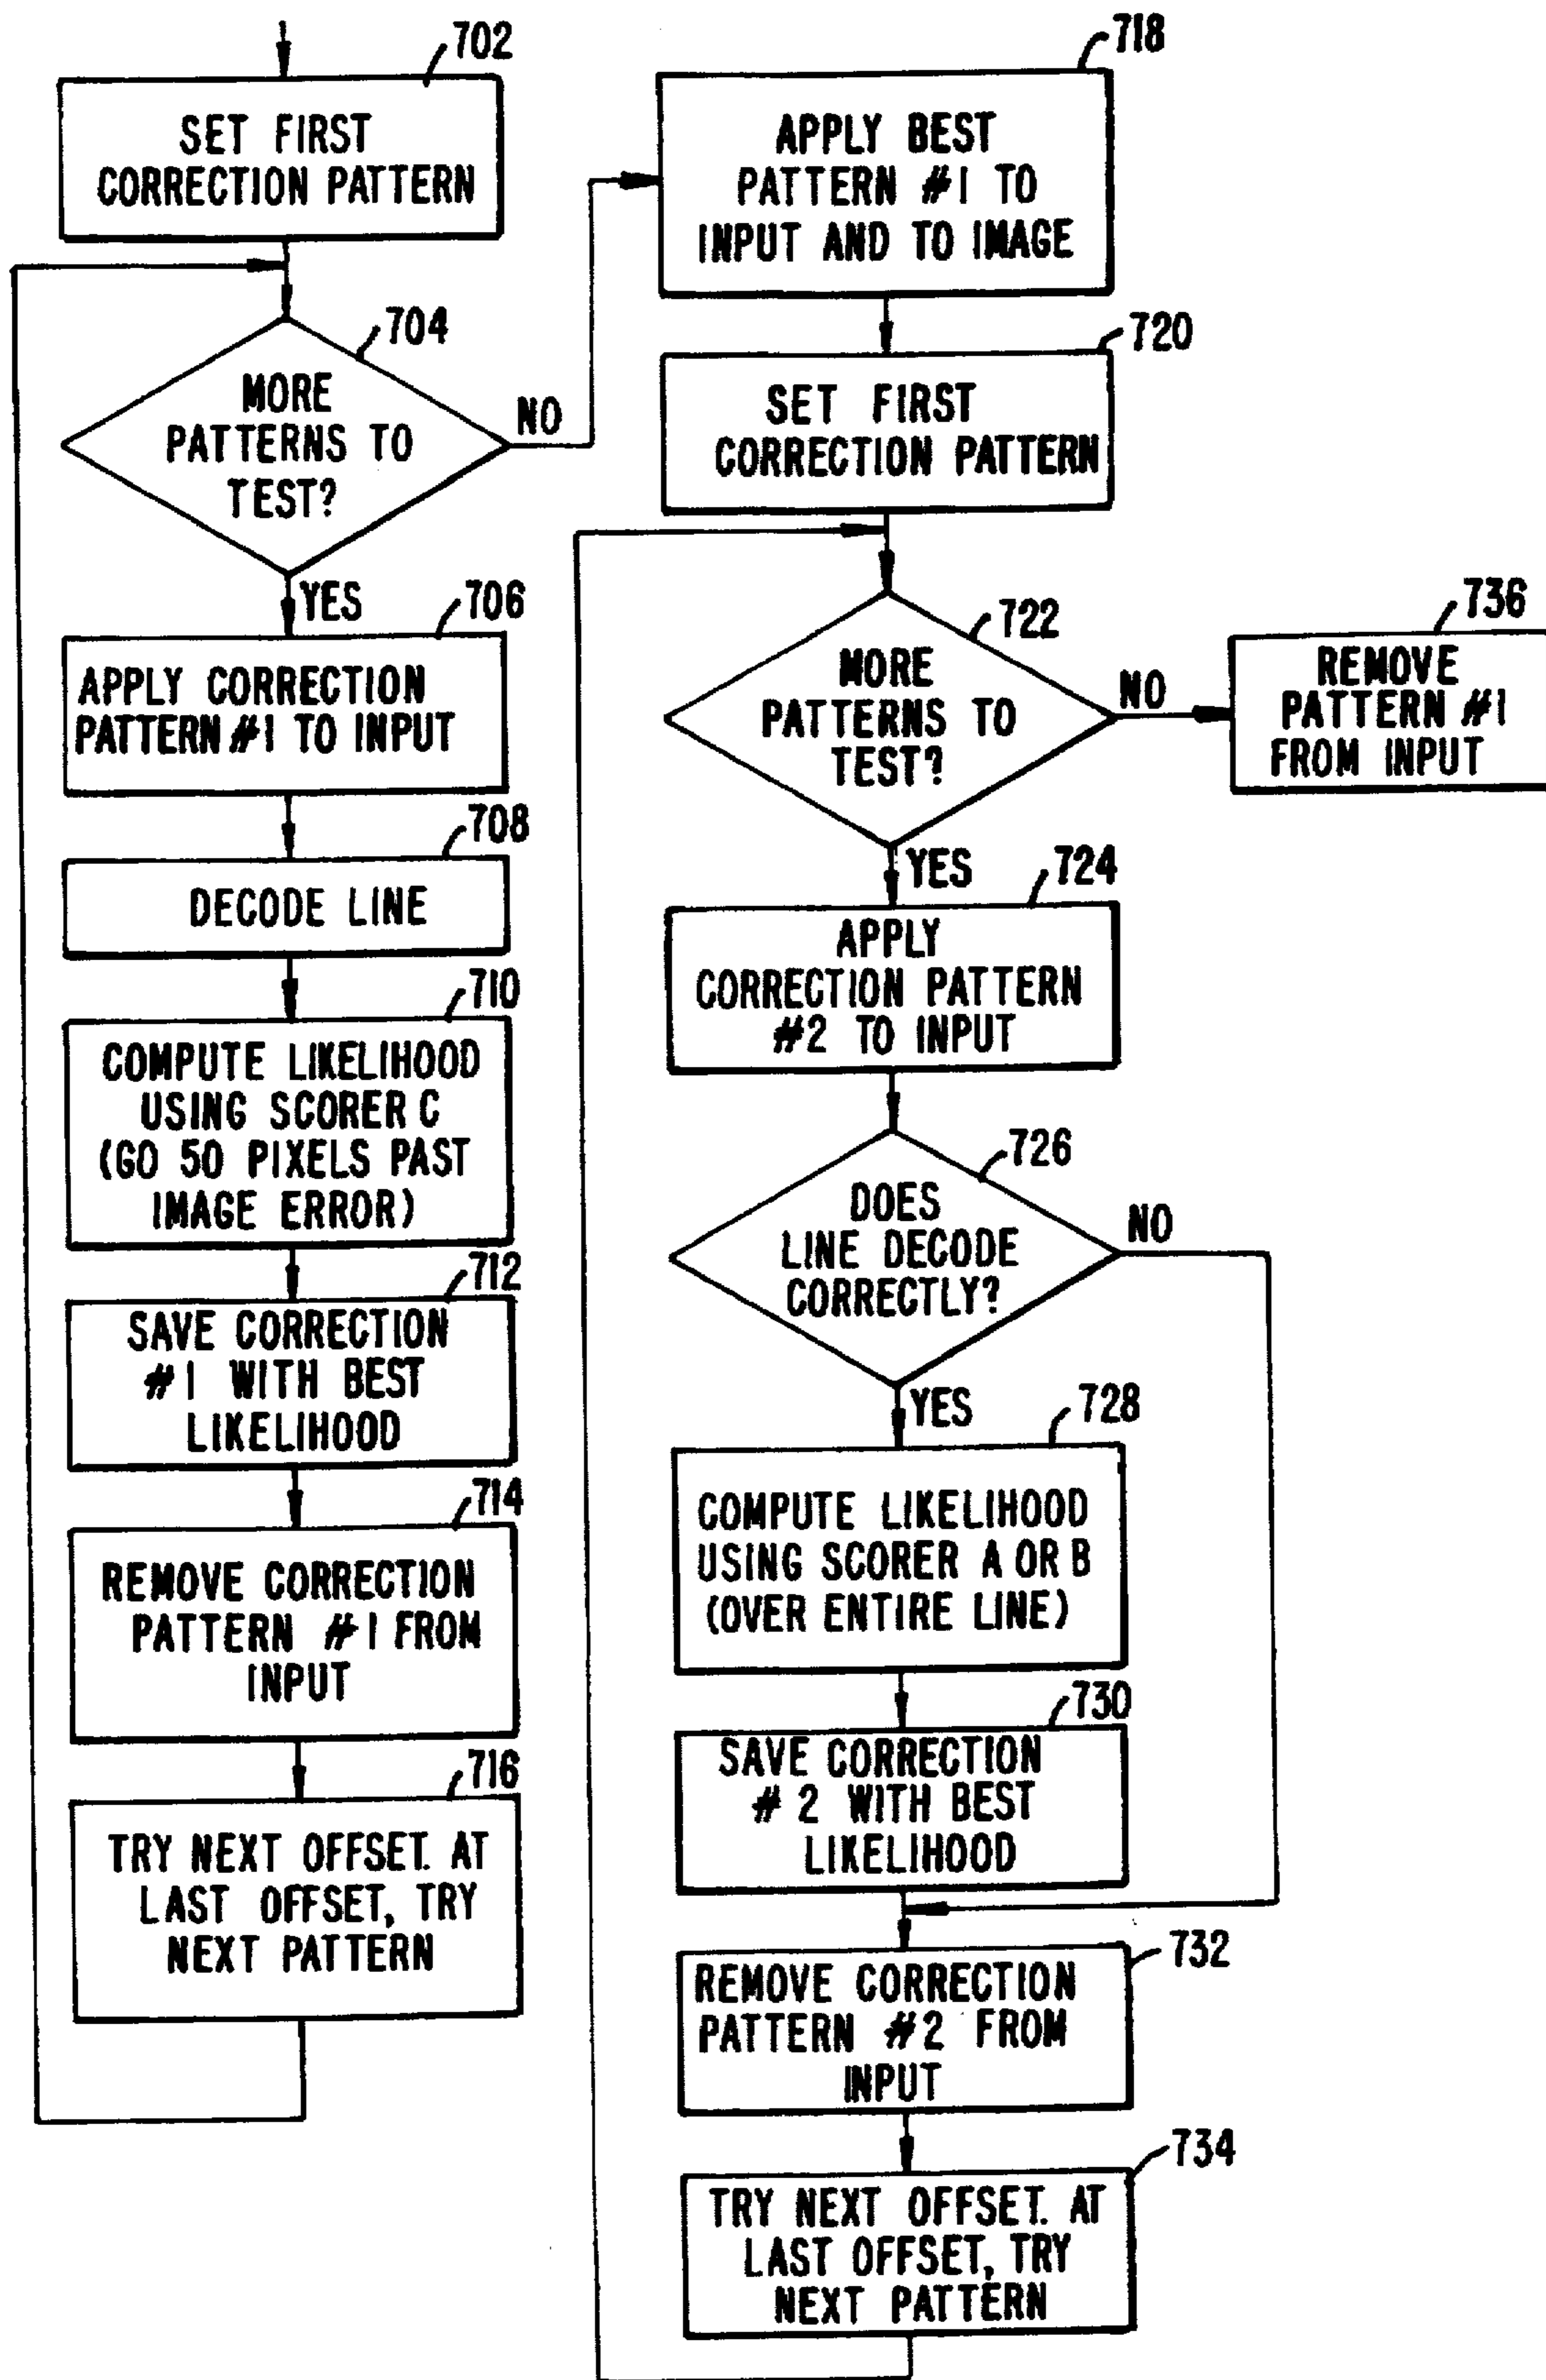 702
SET FIRST
CORRECTION PATTERN
704
MORE
PATTERNS TO
TEST?
NO
YES
706
APPLY CORRECTION
PATTERN #1 TO INPUT
708
DECODE LINE
710
COMPUTE LIKELIHOOD
USING SCORER C
(GO 50 PIXELS PAST
IMAGE ERROR)
712
SAVE CORRECTION
#1 WITH BEST
LIKELIHOOD
714
REMOVE CORRECTION
PATTERN #1 FROM
INPUT
716
TRY NEXT OFFSET. AT
LAST OFFSET, TRY
NEXT PATTERN
718
APPLY BEST
PATTERN #1 TO
INPUT AND TO IMAGE
720
SET FIRST
CORRECTION PATTERN
722
MORE
PATTERNS TO
TEST?
NO
736
REMOVE
PATTERN #1
FROM INPUT
YES
724
APPLY
CORRECTION PATTERN
#2 TO INPUT
726
DOES
LINE DECODE
CORRECTLY?
NO
YES
728
COMPUTE LIKELIHOOD
USING SCORER A OR B
(OVER ENTIRE LINE)
730
SAVE CORRECTION
# 2 WITH BEST
LIKELIHOOD
732
REMOVE CORRECTION
PATTERN #2 FROM
INPUT
734
TRY NEXT OFFSET. AT
LAST OFFSET, TRY
NEXT PATTERN